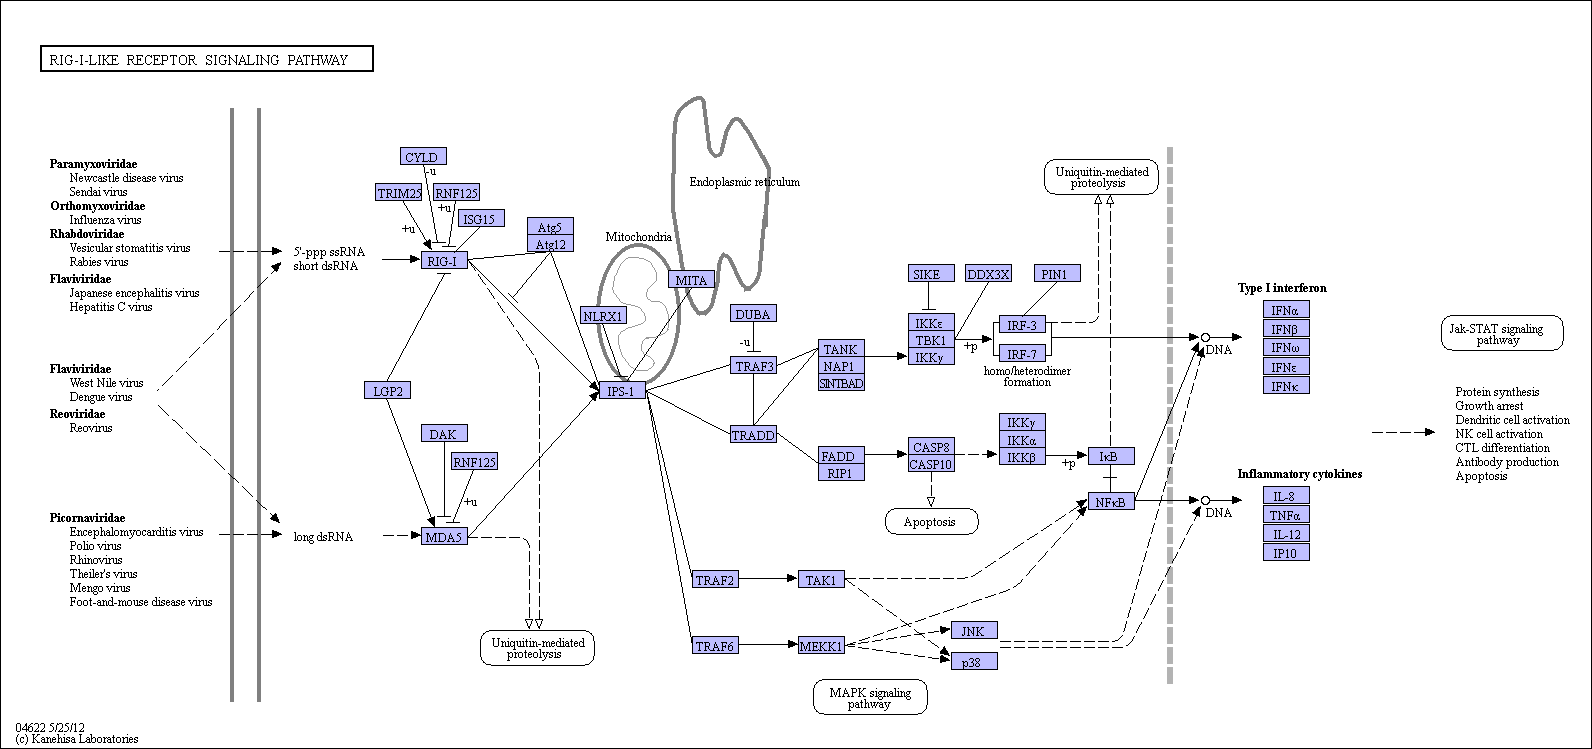 RIG-I-LIKE RECEPTOR SIGNALING PATHWAY
Paramyxoviridae
Newcastle disease virus
Sendai virus
Orthomyxoviridae
Influenza virus
Rhabdoviridae
Vesicular stomatitis virus
Rabies virus
Flaviviridae
Japanese encephalitis virus
Hepatitis C virus
Flaviviridae
West Nile virus
Dengue virus
Reoviridae
Reovirus
Picornaviridae
Encephalomyocarditis virus
Polio virus
Rhinovirus
Theiler's virus
Mengo virus
Foot-and-mouse disease virus
5'-ppp ssRNA
short dsRNA
long dsRNA
CYLD
-u
TRIM25
RNF125
+u
+u
ISG15
RIG-I
Atg5
Atg12
LGP2
DAK
RNF125
+u
MDA5
Uniquitin-mediated
proteolysis
Mitochondria
Endoplasmic reticulum
MITA
NLRX1
IPS-1
DUBA
-u
TRAF3
TRADD
TANK
NAP1
SINTBAD
FADD
RIP1
TRAF2
TAK1
TRAF6
MEKK1
MAPK signaling
pathway
SIKE
DDX3X
PIN1
IKKε
TBK1
IKKγ
+p
IRF-3
IRF-7
homo/heterodimer
formation
Uniquitin-mediated
proteolysis
CASP8
CASP10
Apoptosis
IKKγ
IKKα
IKKβ
+p
IκB
NFκB
JNK
p38
DNA
DNA
Type I interferon
IFNα
IFNβ
IFNω
IFNε
IFNκ
Inflammatory cytokines
IL-8
TNFα
IL-12
IP10
Jak-STAT signaling
pathway
Protein synthesis
Growth arrest
Dendritic cell activation
NK cell activation
CTL differentiation
Antibody production
Apoptosis
04622 5/25/12
(c) Kanehisa Laboratories